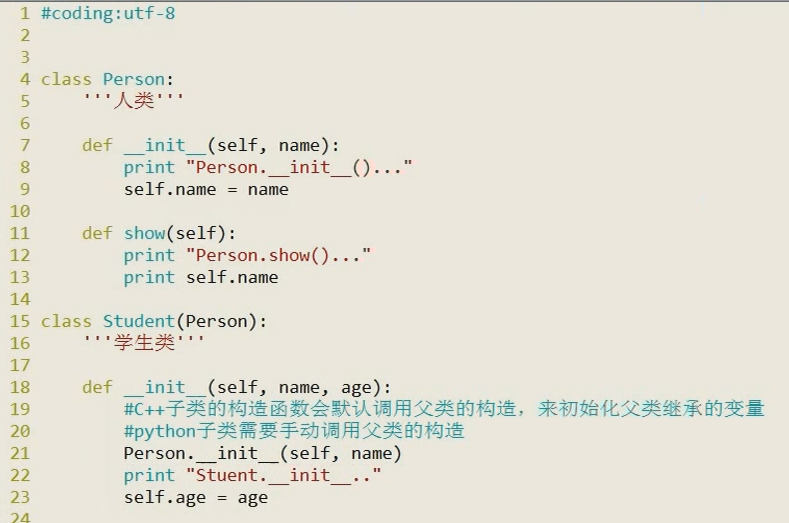 1 #coding:utf-8
2
3
4 class Person:
5     '''人类'''
6
7     def __init__(self, name):
8         print "Person.__init__()..."
9         self.name = name
10
11     def show(self):
12         print "Person.show()..."
13         print self.name
14
15 class Student(Person):
16     '''学生类'''
17
18     def __init__(self, name, age):
19         #C++子类的构造函数会默认调用父类的构造，来初始化父类继承的变量
20         #python子类需要手动调用父类的构造
21         Person.__init__(self, name)
22         print "Stuent.__init__.."
23         self.age = age
24